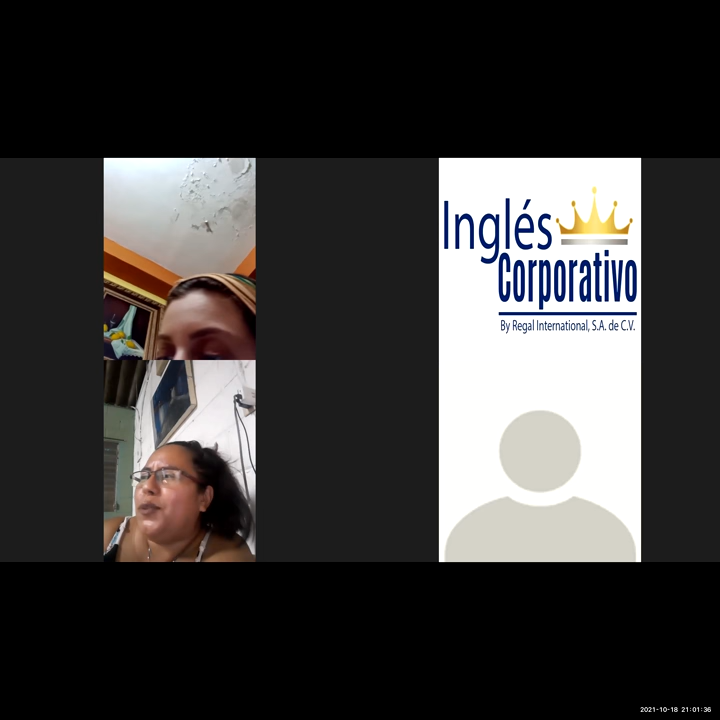 Inglés
Corporativo
By Regal International, S.A. de C.V.
2021-10-18 21:01:36